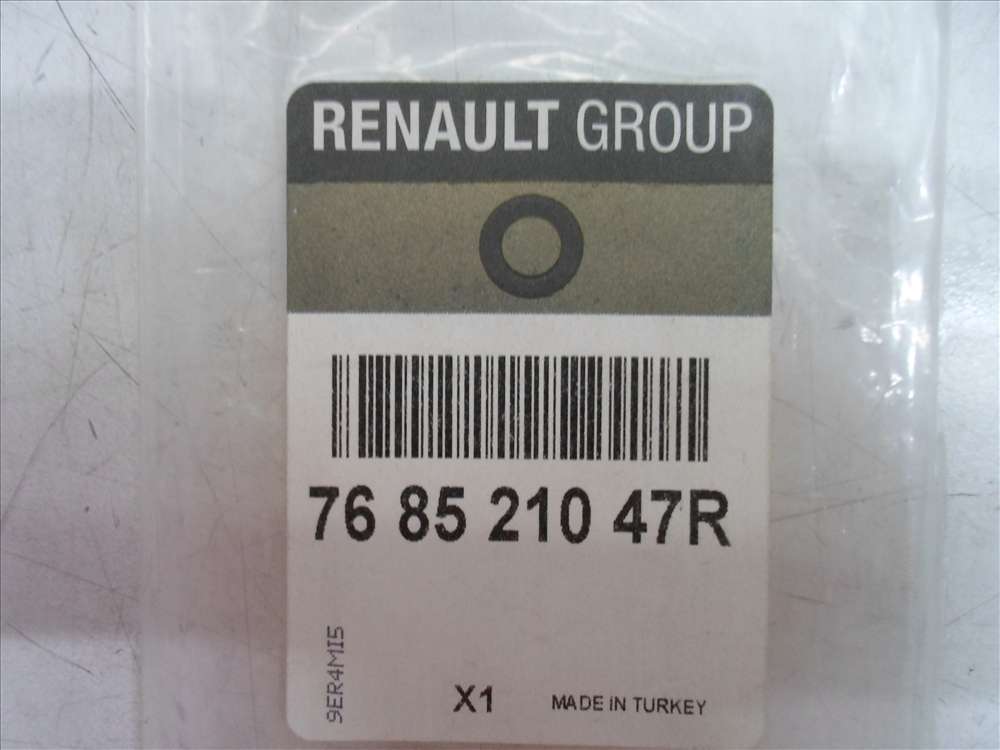 RENAULT GROUP
76 85 210 47R
9ER4MI5
X1
MADE iN TURKEY